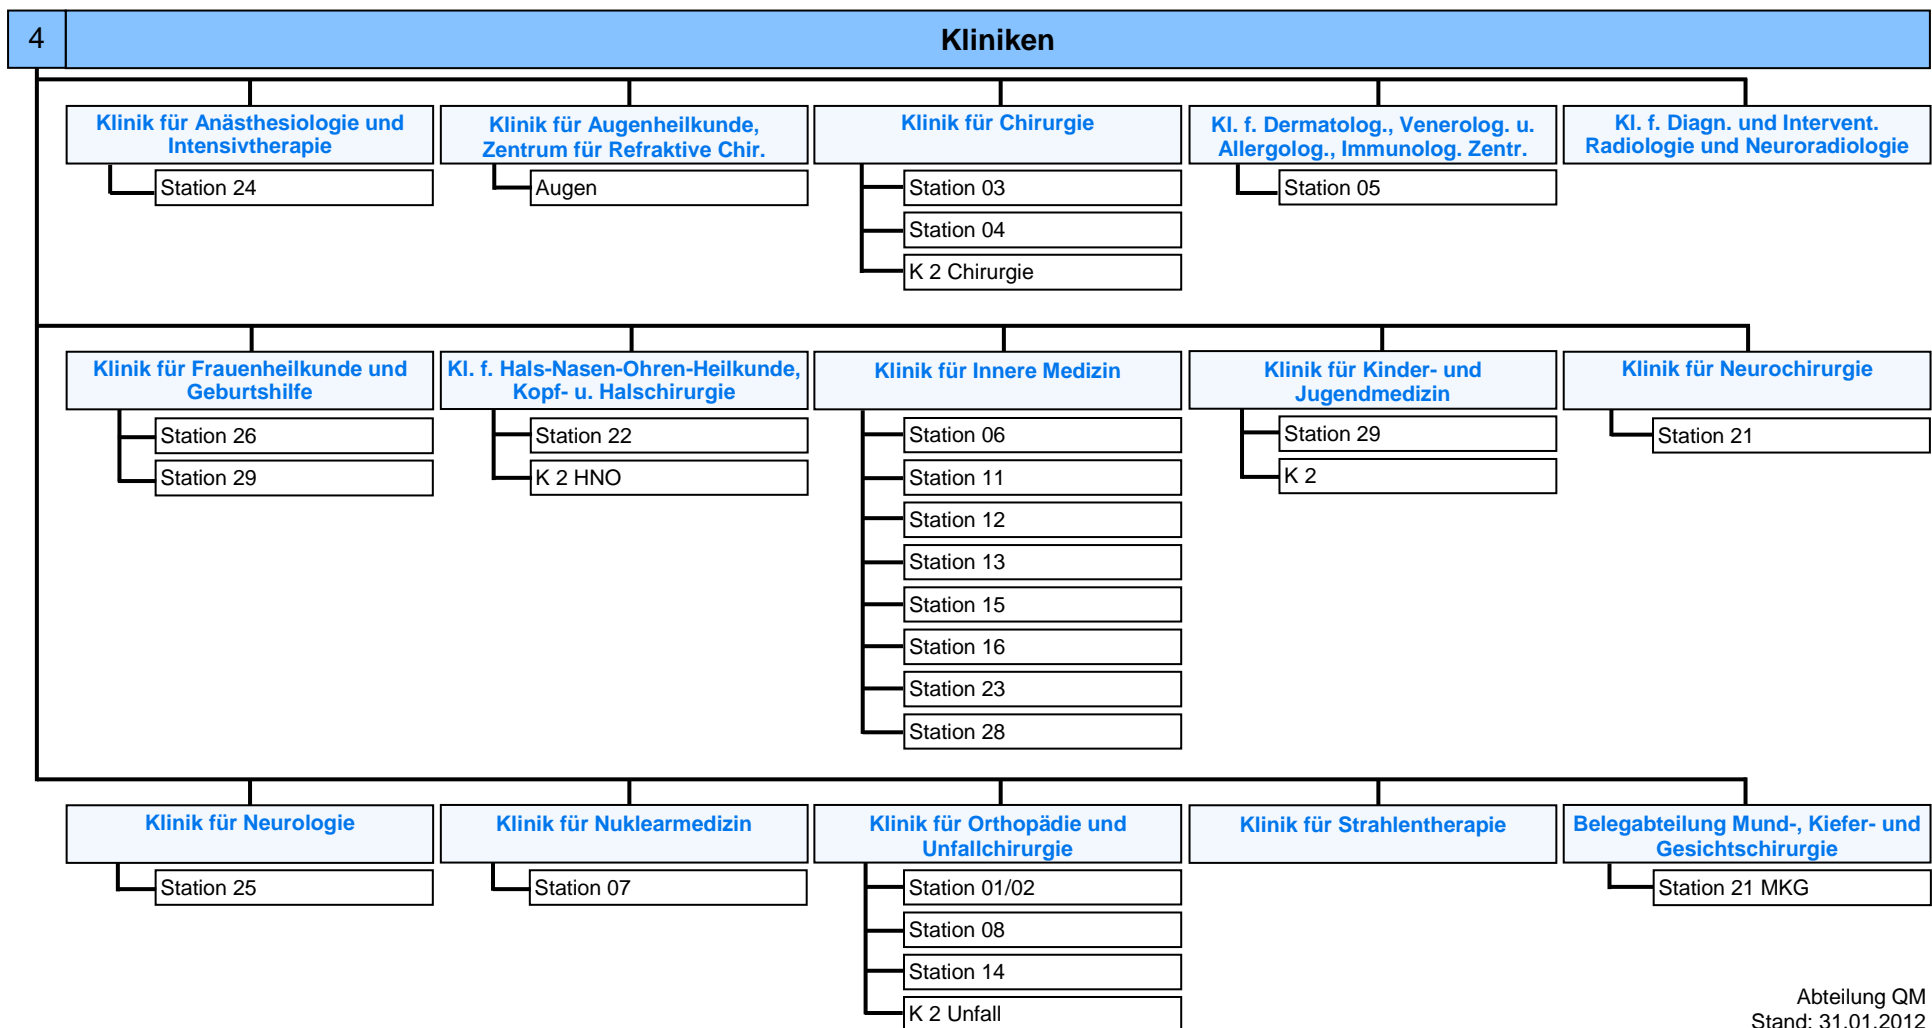 4
Kliniken
Klinik für Anästhesiologie und
Intensivtherapie
Station 24
Klinik für Augenheilkunde,
Zentrum für Refraktive Chir.
Augen
Klinik für Chirurgie
Station 03
Station 04
K 2 Chirurgie
Kl. f. Dermatolog., Venerolog. u.
Allergolog., Immunolog. Zentr.
Station 05
Kl. f. Diagn. und Intervent.
Radiologie und Neuroradiologie
Klinik für Frauenheilkunde und
Geburtshilfe
Station 26
Station 29
Kl. f. Hals-Nasen-Ohren-Heilkunde,
Kopf- u. Halschirurgie
Station 22
K 2 HNO
Klinik für Innere Medizin
Station 06
Station 11
Station 12
Station 13
Station 15
Station 16
Station 23
Station 28
Klinik für Kinder- und
Jugendmedizin
Station 29
K 2
Klinik für Neurochirurgie
Station 21
Klinik für Neurologie
Station 25
Klinik für Nuklearmedizin
Station 07
Klinik für Orthopädie und
Unfallchirurgie
Station 01/02
Station 08
Station 14
K 2 Unfall
Klinik für Strahlentherapie
Belegabteilung Mund-, Kiefer- und
Gesichtschirurgie
Station 21 MKG
Abteilung QM
Stand: 31.01.2012